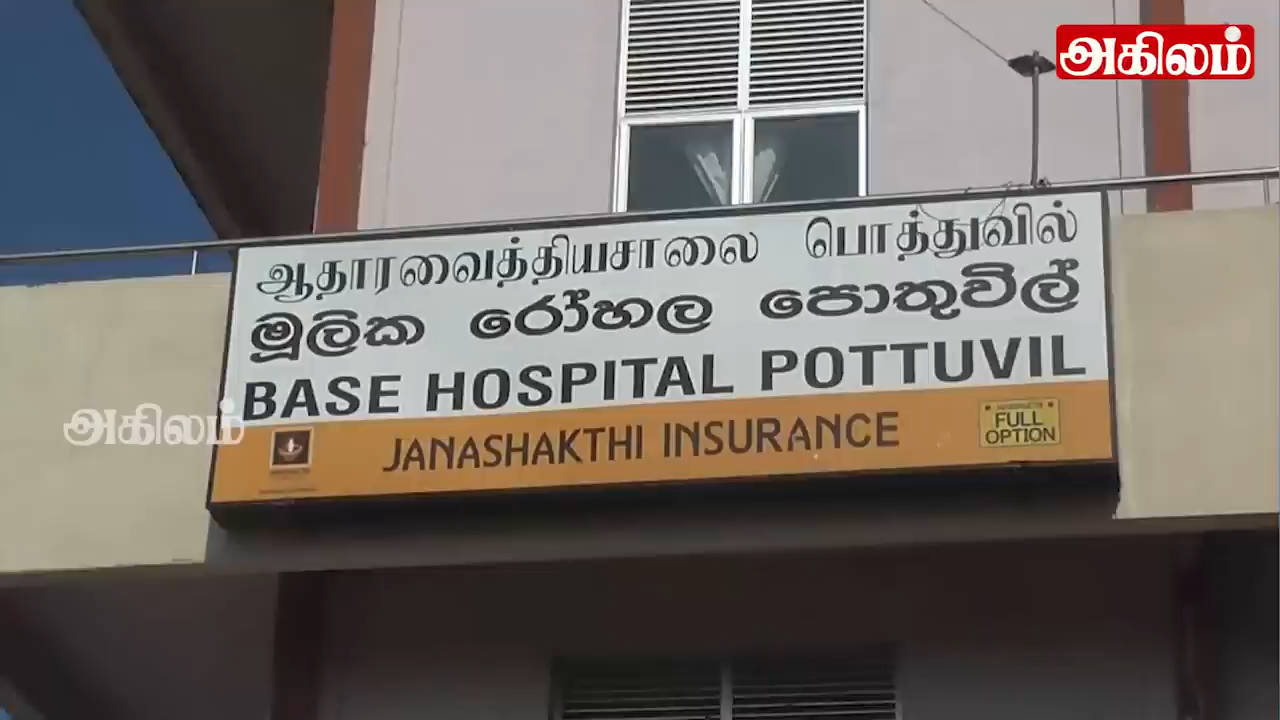 அகிலம்
ஆதாரவைத்தியசாலை பொத்துவில்
මූලික රෝහල පොතුවිල්
BASE HOSPITAL POTTUVIL
அகிலம்
JANASHAKTHI INSURANCE
FULL
OPTION